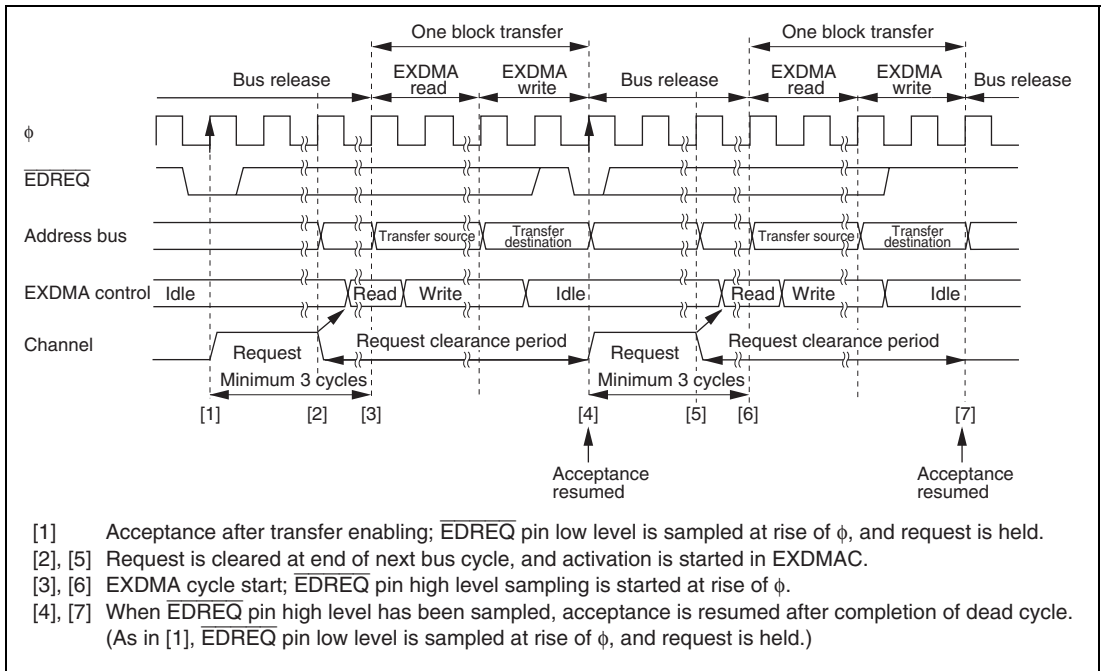 One block transfer One block transfer
Bus release EXDMA read EXDMA write Bus release EXDMA read EXDMA write Bus release
φ
EDREQ
Address bus Transfer source Transfer destination Transfer source Transfer destination
EXDMA control Idle Read Write Idle Read Write Idle
Channel Request Request clearance period Request Request clearance period
Minimum 3 cycles Minimum 3 cycles
[1] [2] [3] [4] [5] [6] [7]
Acceptance resumed Acceptance resumed
[1] Acceptance after transfer enabling; EDREQ pin low level is sampled at rise of φ, and request is held.
[2], [5] Request is cleared at end of next bus cycle, and activation is started in EXDMAC.
[3], [6] EXDMA cycle start; EDREQ pin high level sampling is started at rise of φ.
[4], [7] When EDREQ pin high level has been sampled, acceptance is resumed after completion of dead cycle.
(As in [1], EDREQ pin low level is sampled at rise of φ, and request is held.)